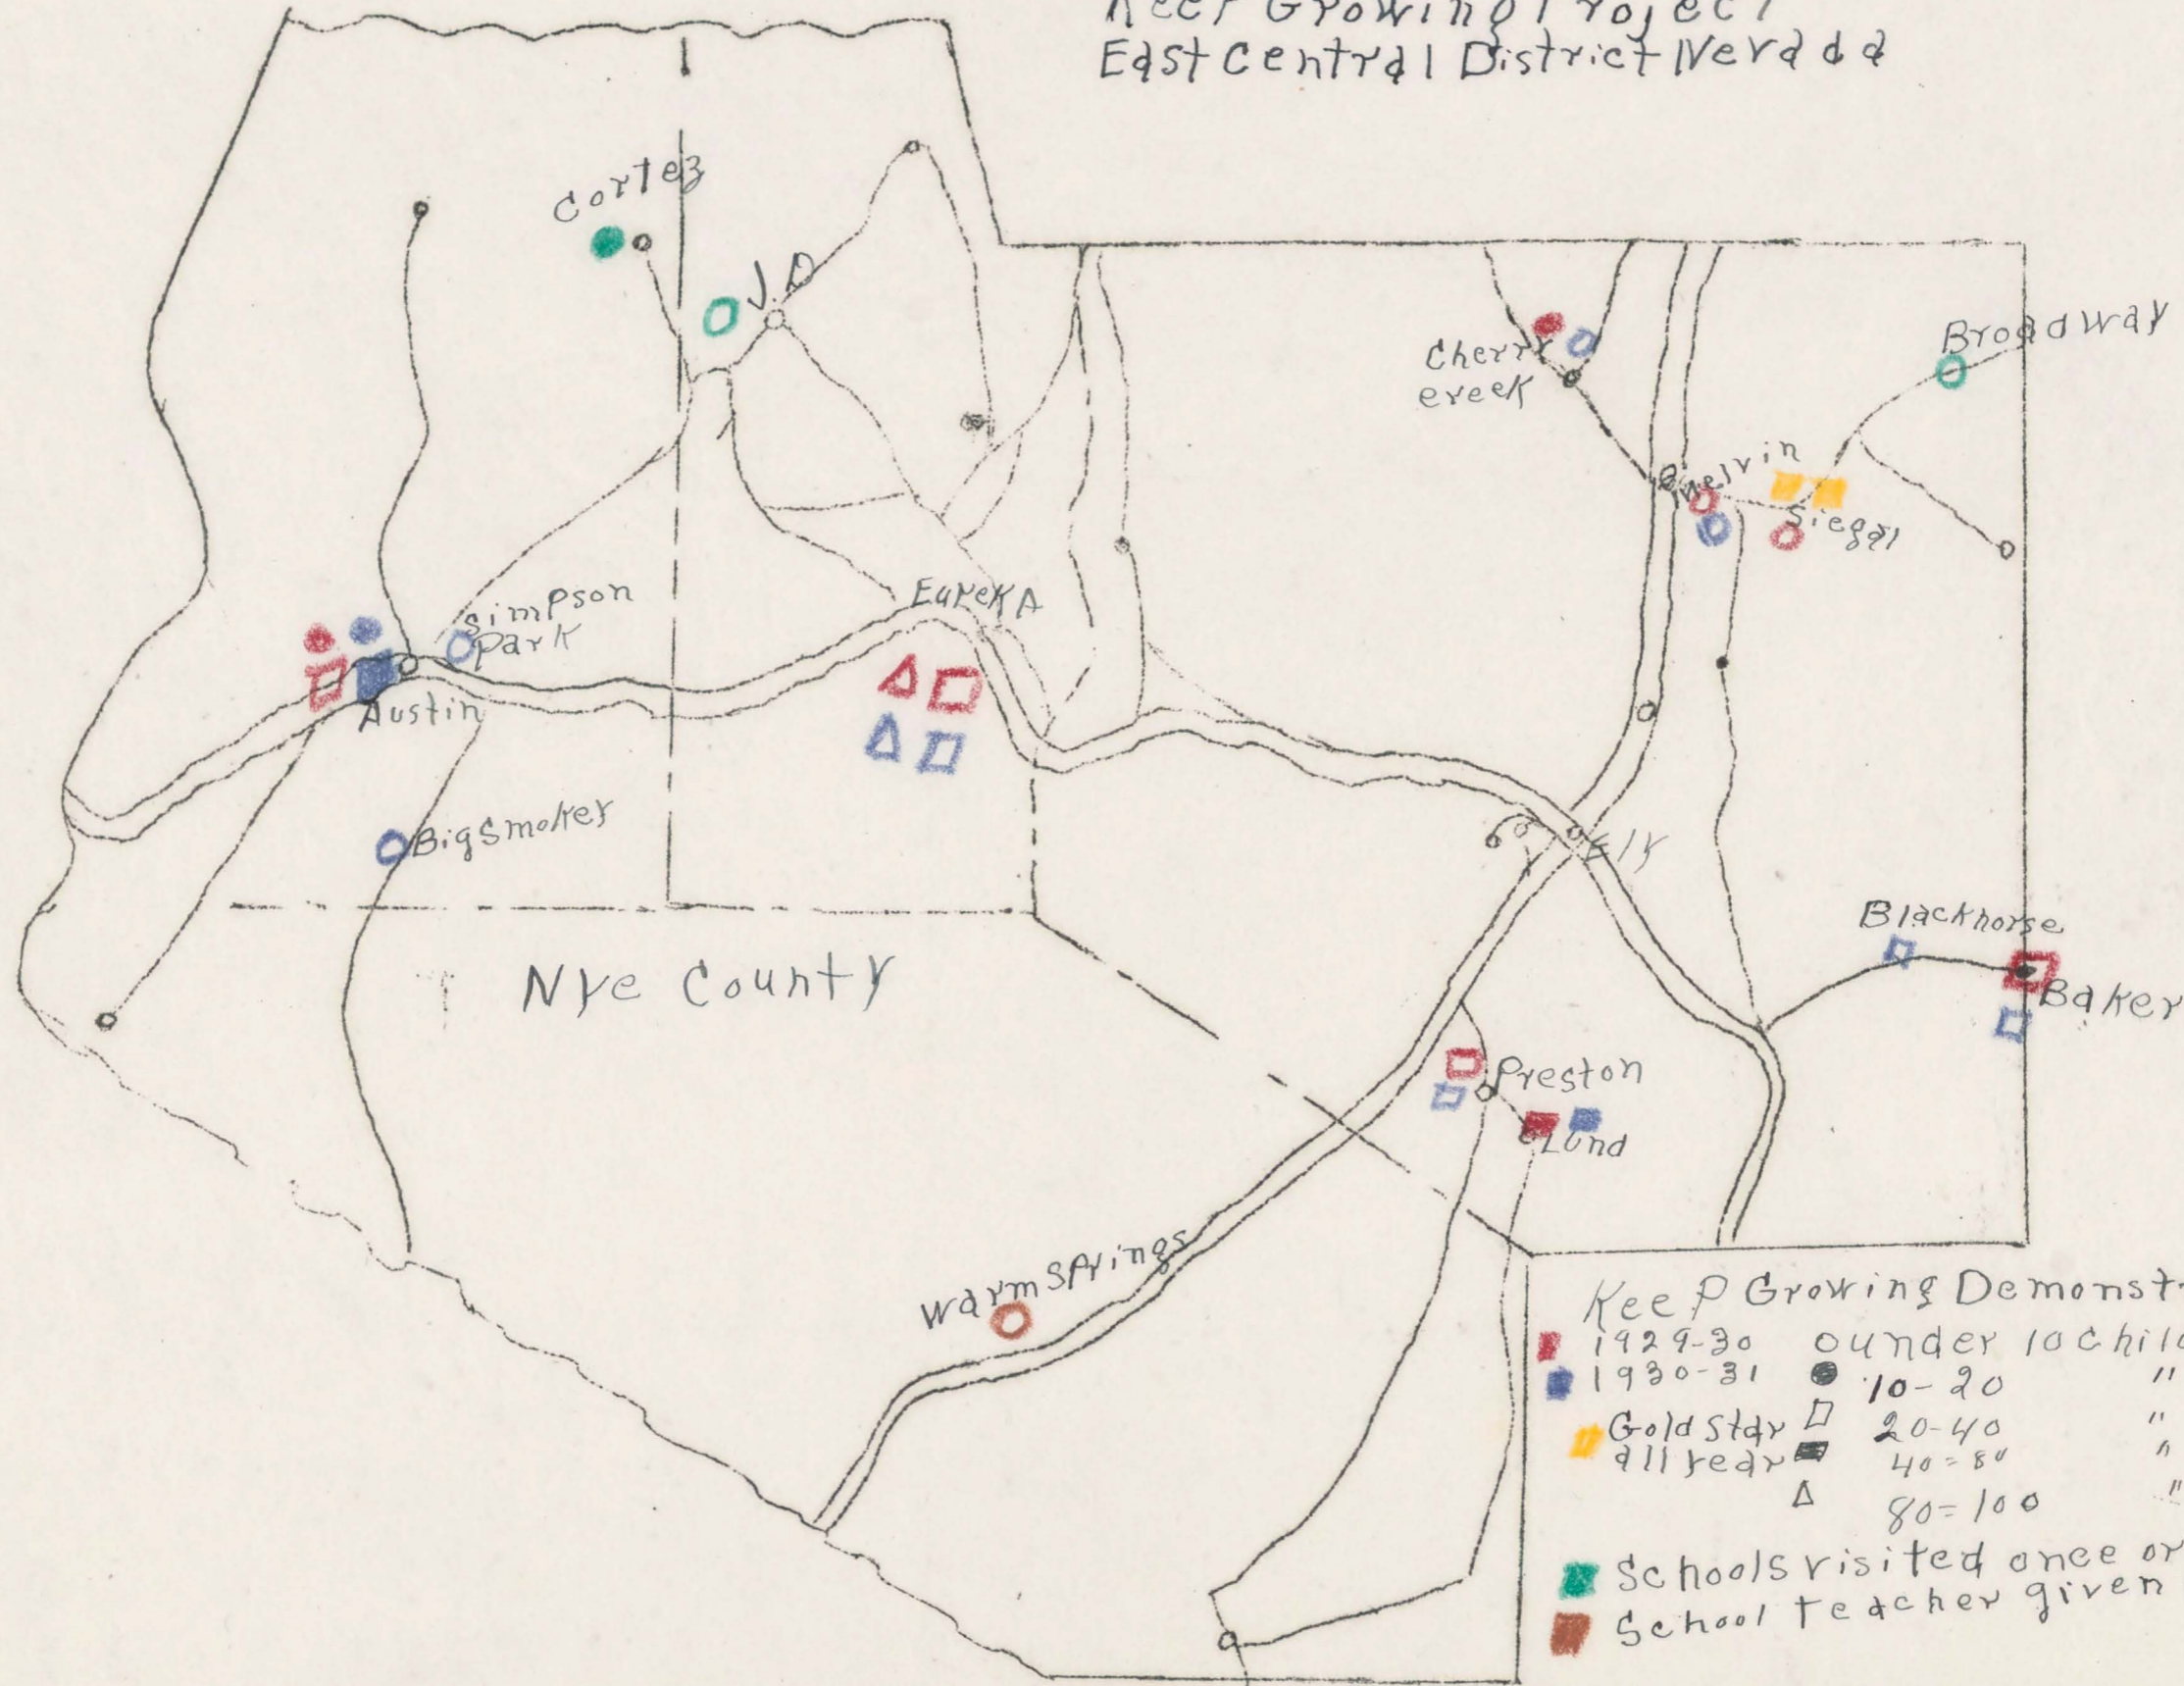 Keep Growing Project
East Central District Nevada
Cortez
J.D
Broadway
Cherry
creek
Siegal
Simpson
Park
Eureka
Austin
Big Smokey
Ely
Blackhorse
Baker
Nye County
Preston
Lund
Warm Springs
Keep Growing Demonst
1929-30 o under 10 Chil
1930-31 ● 10-20 "
Gold Star □ 20-40 "
all year ■ 40=80 "
△ 80=100 "
Schools visited once or
School teacher given